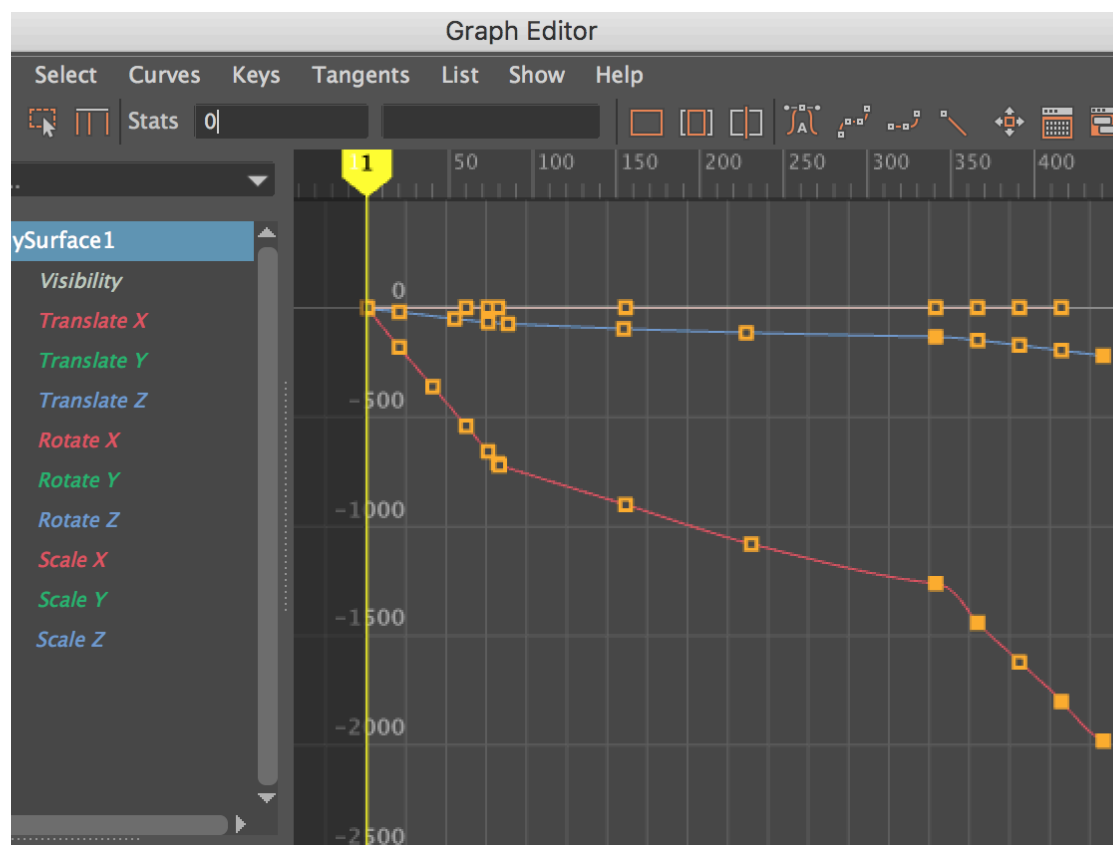 Graph Editor
Select Curves Keys Tangents List Show Help
Stats 0
A
..
1 50 100 150 200 250 300 350 400
ySurface1
Visibility
Translate X
Translate Y
Translate Z
Rotate X
Rotate Y
Rotate Z
Scale X
Scale Y
Scale Z
0
-500
-1000
-1500
-2000
-2500